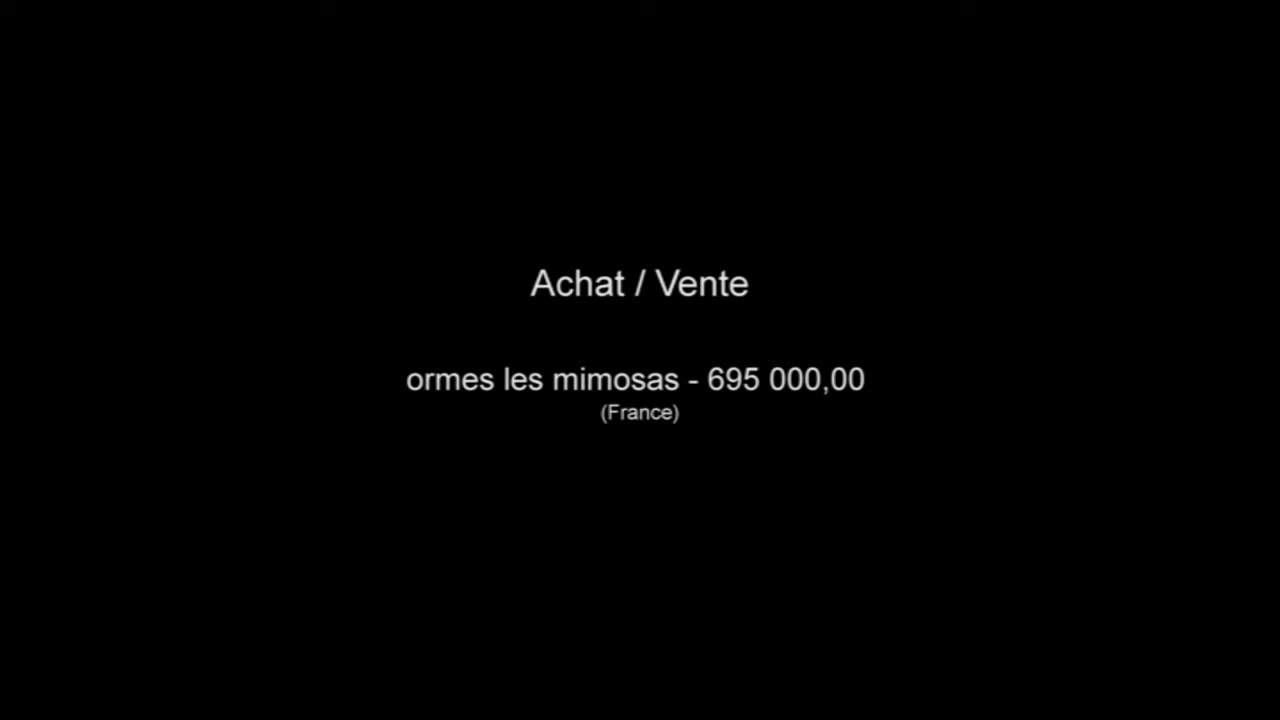 Achat / Vente
ormes les mimosas - 695 000,00
(France)